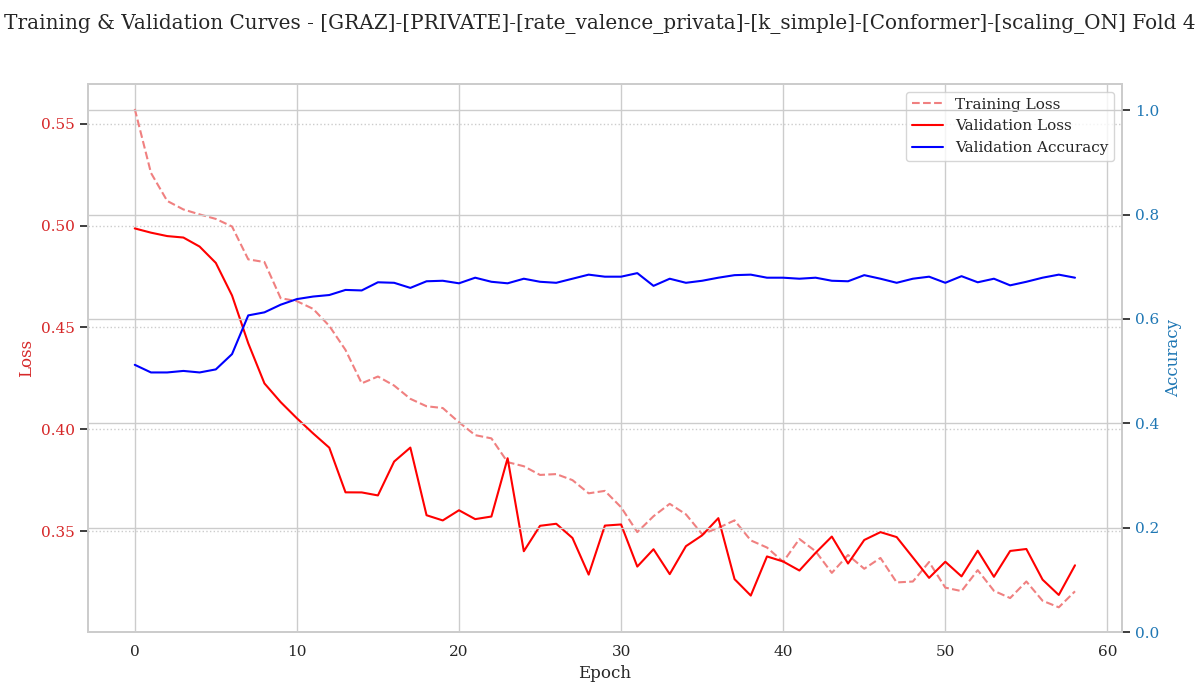 Training & Validation Curves - [GRAZ]-[PRIVATE]-[rate_valence_privata]-[k_simple]-[Conformer]-[scaling_ON] Fold 4
Training Loss
Validation Loss
Validation Accuracy
0.55
0.50
0.45
0.40
0.35
Loss
1.0
0.8
0.6
0.4
0.2
0.0
Accuracy
0
10
20
30
40
50
60
Epoch